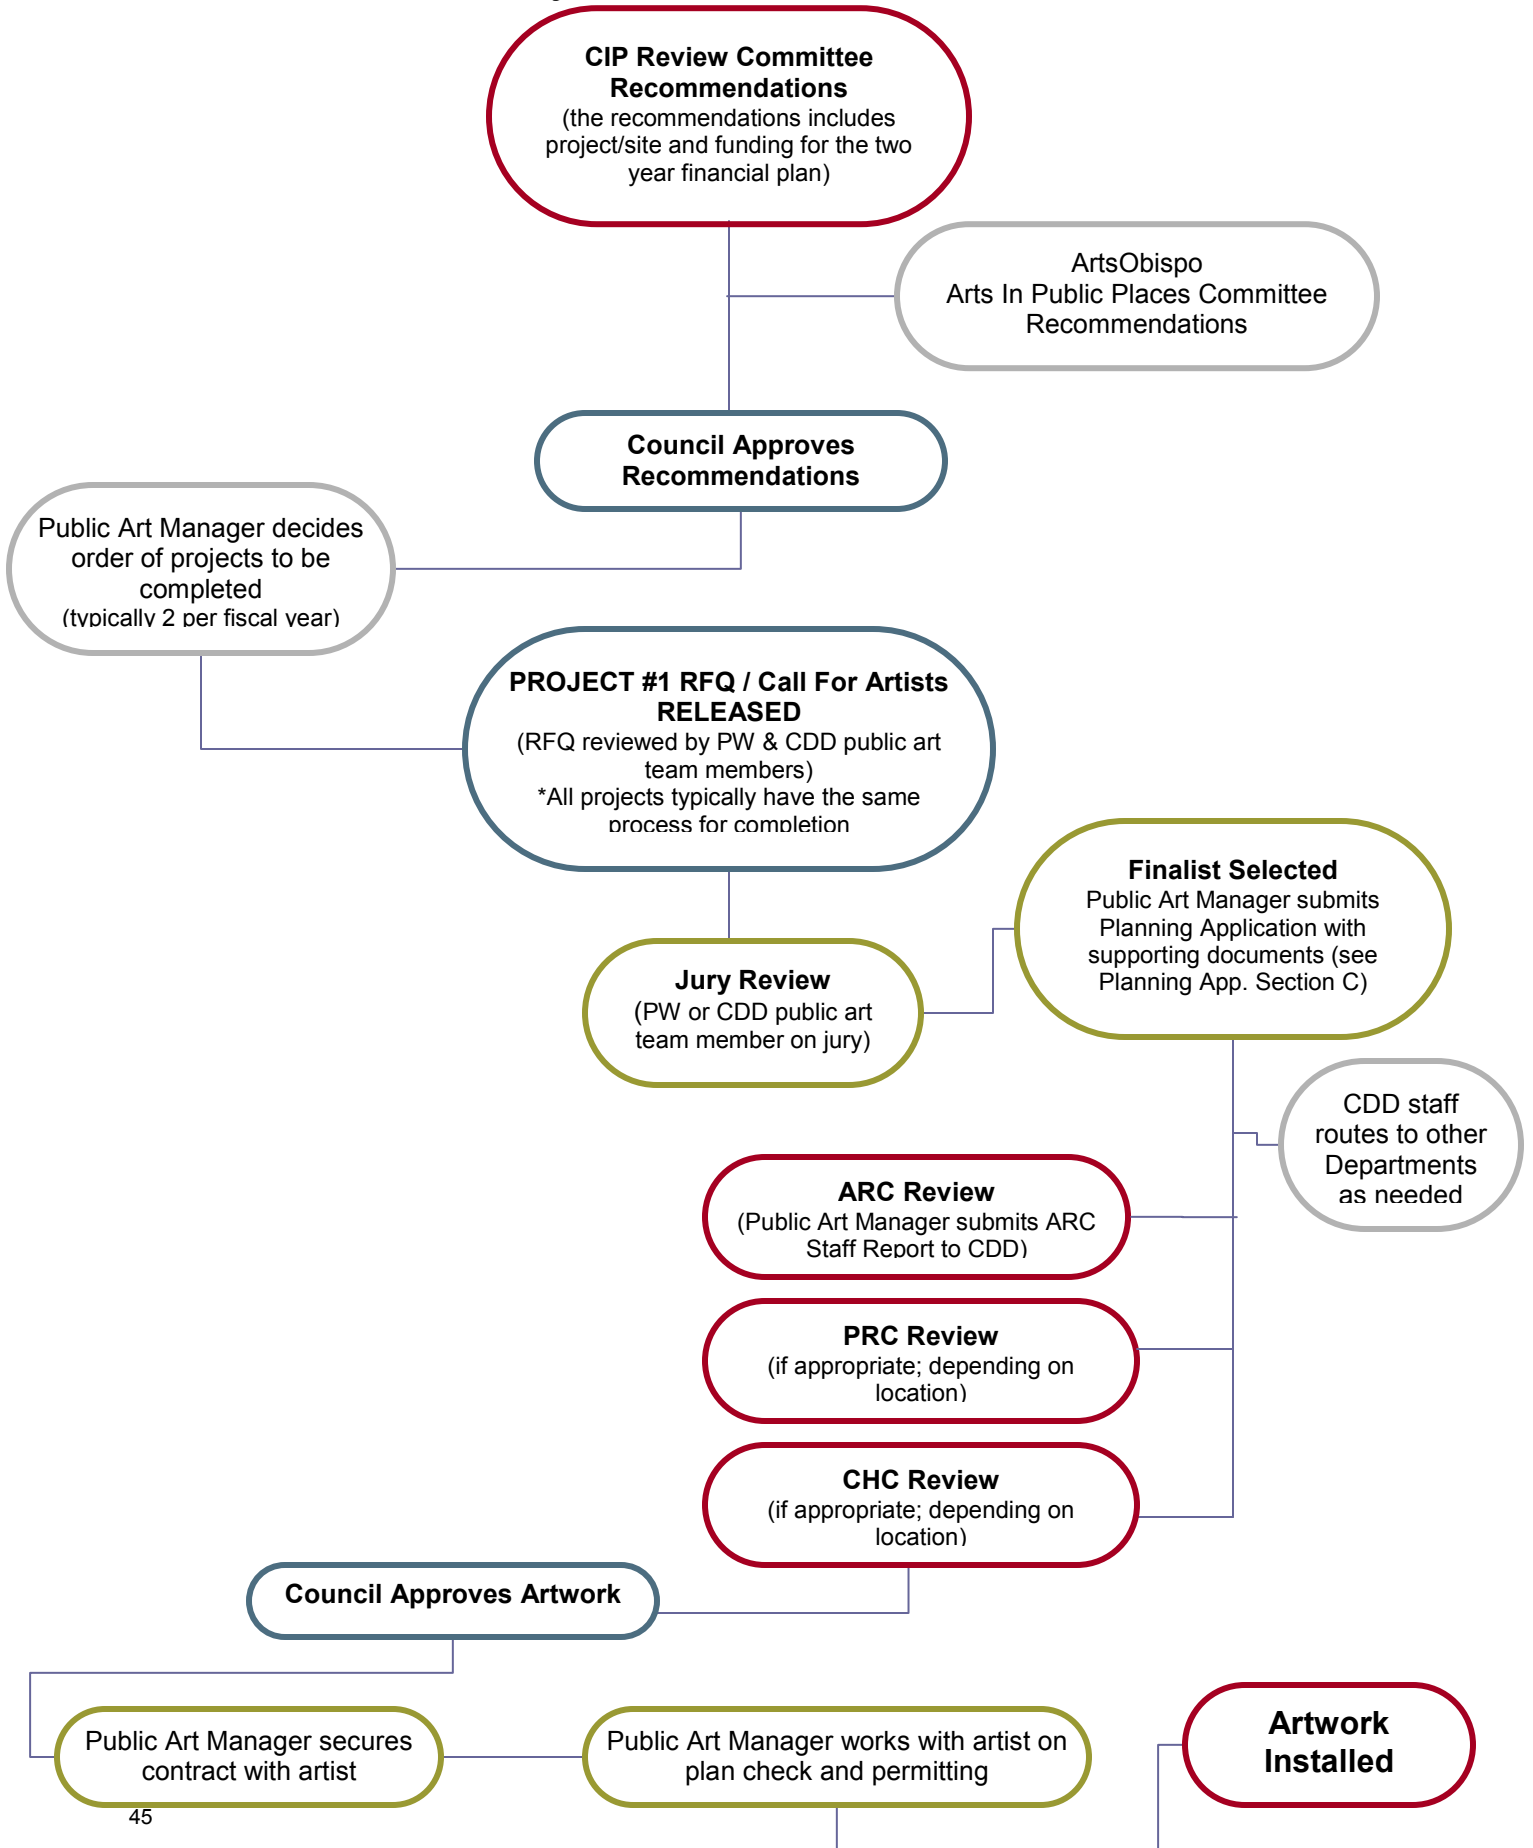 CIP Review Committee
Recommendations
(the recommendations includes
project/site and funding for the two
year financial plan)
ArtsObispo
Arts In Public Places Committee
Recommendations
Council Approves
Recommendations
Public Art Manager decides
order of projects to be
completed
(typically 2 per fiscal year)
PROJECT #1 RFQ / Call For Artists
RELEASED
(RFQ reviewed by PW & CDD public art
team members)
*All projects typically have the same
process for completion
Finalist Selected
Public Art Manager submits
Planning Application with
supporting documents (see
Planning App. Section C)
Jury Review
(PW or CDD public art
team member on jury)
CDD staff
routes to other
Departments
as needed
ARC Review
(Public Art Manager submits ARC
Staff Report to CDD)
PRC Review
(if appropriate; depending on
location)
CHC Review
(if appropriate; depending on
location)
Council Approves Artwork
Public Art Manager secures
contract with artist
Public Art Manager works with artist on
plan check and permitting
Artwork
Installed
45